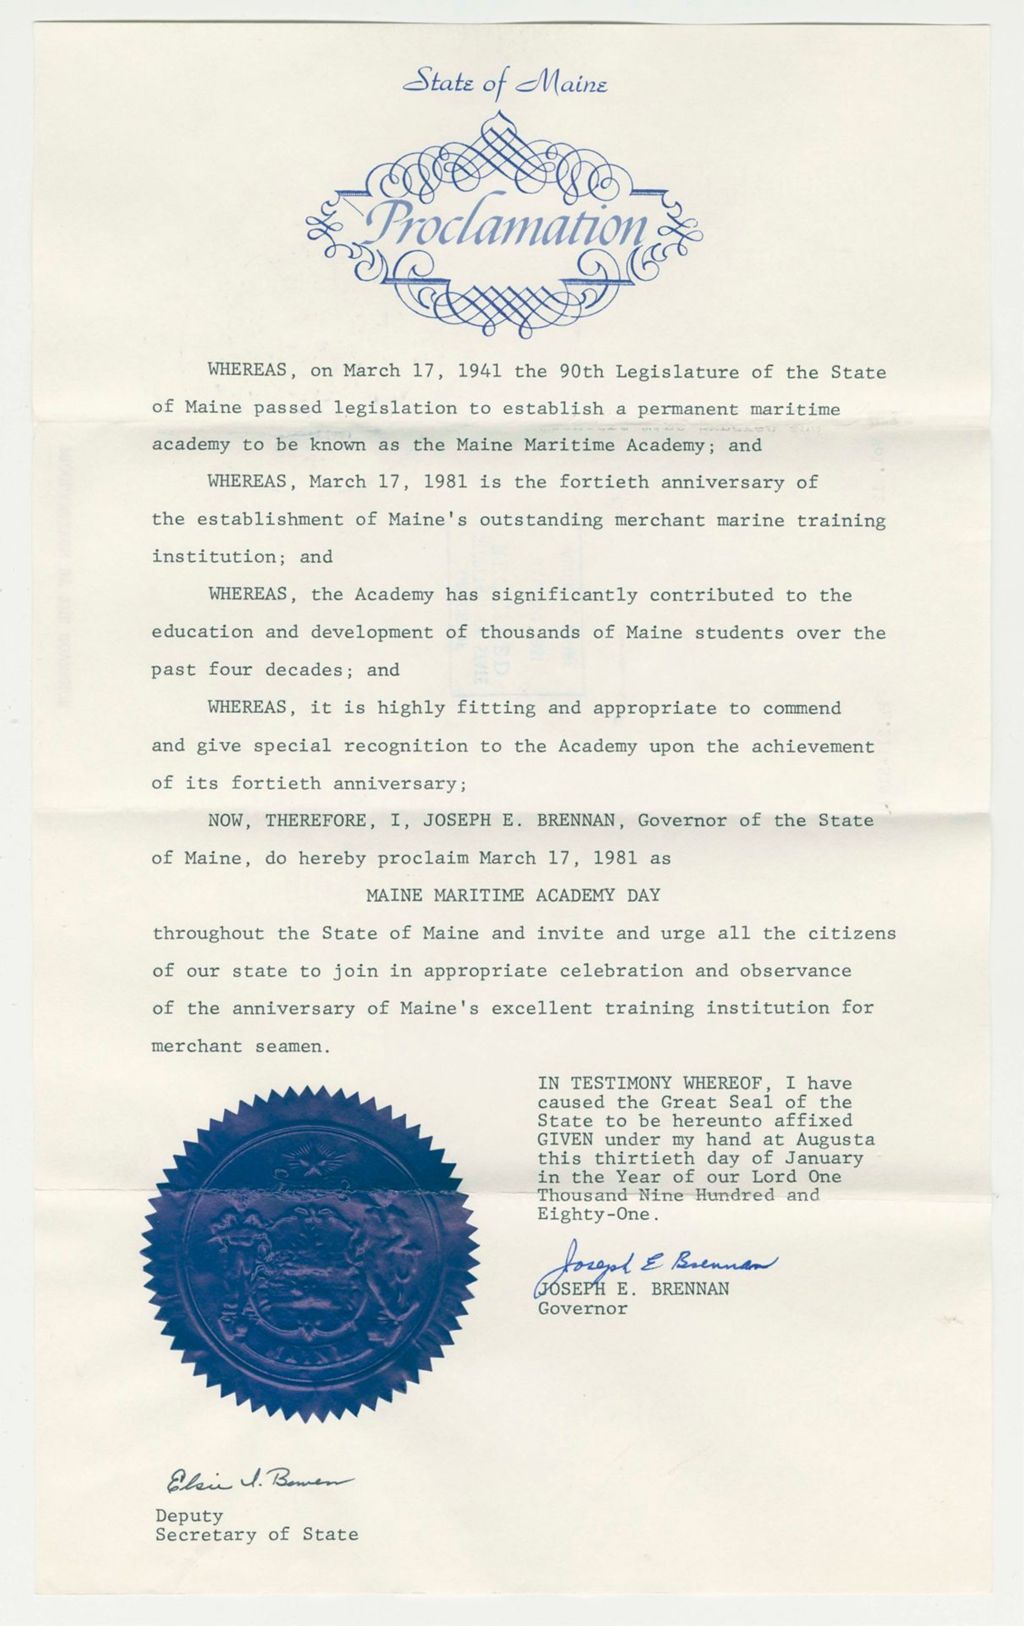 State of Maine
Proclamation
WHEREAS, on March 17, 1941 the 90th Legislature of the State
of Maine passed legislation to establish a permanent maritime
academy to be known as the Maine Maritime Academy; and
WHEREAS, March 17, 1981 is the fortieth anniversary of
the establishment of Maine's outstanding merchant marine training
institution; and
WHEREAS, the Academy has significantly contributed to the
education and development of thousands of Maine students over the
past four decades; and
WHEREAS, it is highly fitting and appropriate to commend
and give special recognition to the Academy upon the achievement
of its fortieth anniversary;
NOW, THEREFORE, I, JOSEPH E. BRENNAN, Governor of the State
of Maine, do hereby proclaim March 17, 1981 as
MAINE MARITIME ACADEMY DAY
throughout the State of Maine and invite and urge all the citizens
of our state to join in appropriate celebration and observance
of the anniversary of Maine's excellent training institution for
merchant seamen.
IN TESTIMONY WHEREOF, I have
caused the Great Seal of the
State to be hereunto affixed
GIVEN under my hand at Augusta
this thirtieth day of January
in the Year of our Lord One
Thousand Nine Hundred and
Eighty-One.
Joseph E Brennan
JOSEPH E. BRENNAN
Governor
Elsie I. Bowen
Deputy
Secretary of State